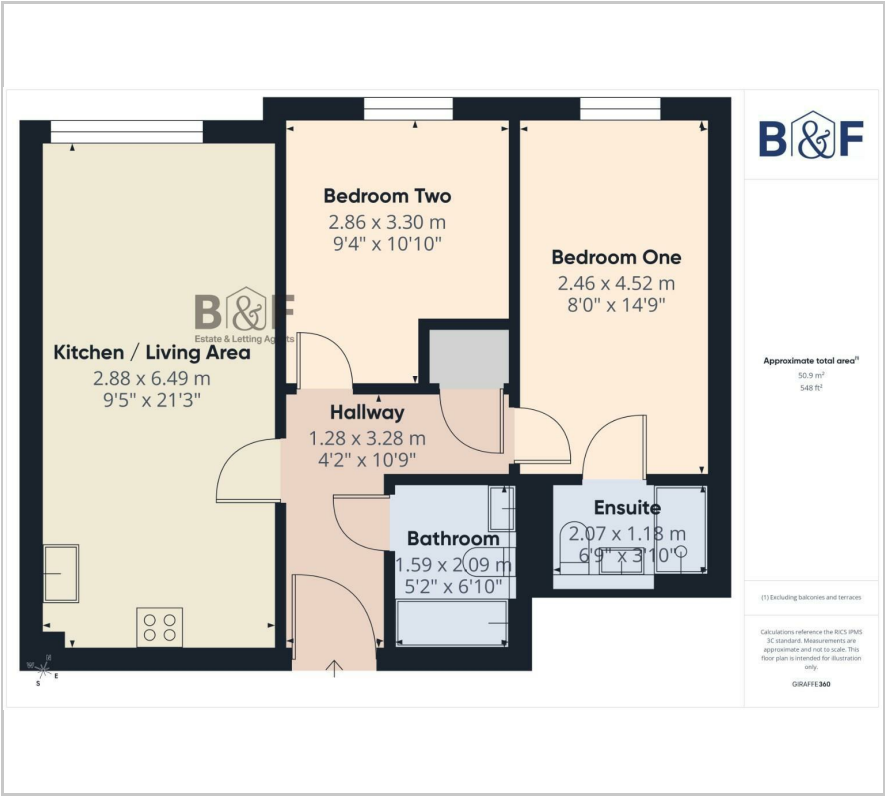 B&F
Bedroom Two
2.86 x 3.30 m
9'4" x 10'10"
Bedroom One
2.46 x 4.52 m
8'0" x 14'9"
B&F
Estate & Letting Agents
Kitchen / Living Area
2.88 x 6.49 m
9'5" x 21'3"
Hallway
1.28 x 3.28 m
4'2" x 10'9"
Bathroom
1.59 x 2.09 m
5'2" x 6'10"
Ensuite
2.07 x 1.18 m
6'9" x 3'10"
S
E
Approximate total area⁽¹⁾
50.9 m²
548 ft²
(1) Excluding balconies and terraces
Calculations reference the RICS IPMS
3C standard. Measurements are
approximate and not to scale. This
floor plan is intended for illustration
only.
GIRAFFE360